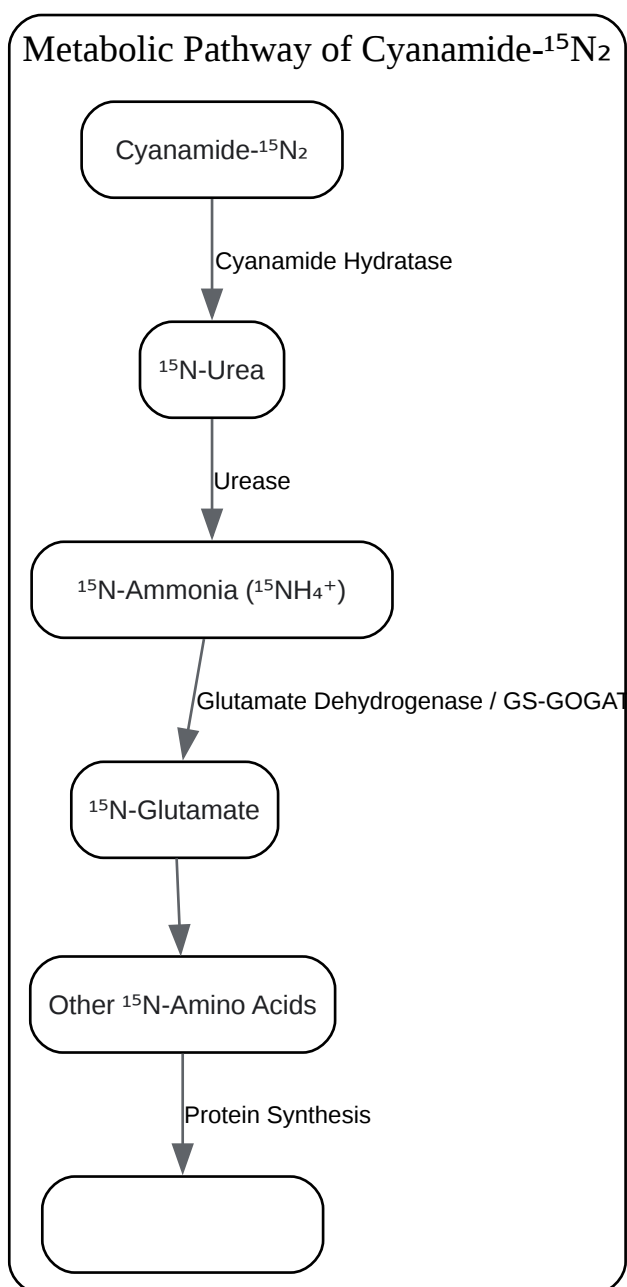 Metabolic Pathway of Cyanamide-¹⁵N₂
Cyanamide-¹⁵N₂
Cyanamide Hydratase
¹⁵N-Urea
Urease
¹⁵N-Ammonia (¹⁵NH₄⁺)
Glutamate Dehydrogenase / GS-GOGAT
¹⁵N-Glutamate
Other ¹⁵N-Amino Acids
Protein Synthesis